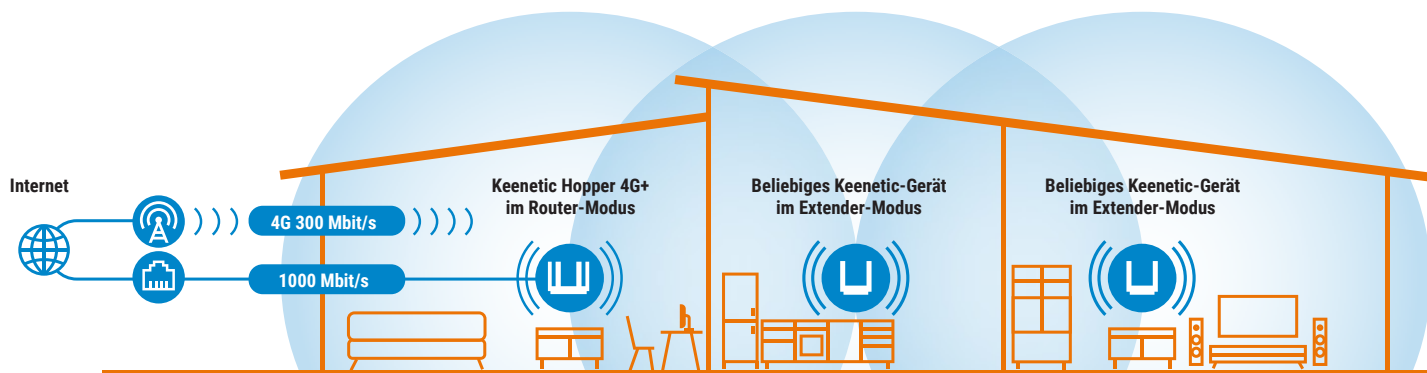 Internet
4G 300 Mbit/s
1000 Mbit/s
Keenetic Hopper 4G+
im Router-Modus
Beliebiges Keenetic-Gerät
im Extender-Modus
Beliebiges Keenetic-Gerät
im Extender-Modus